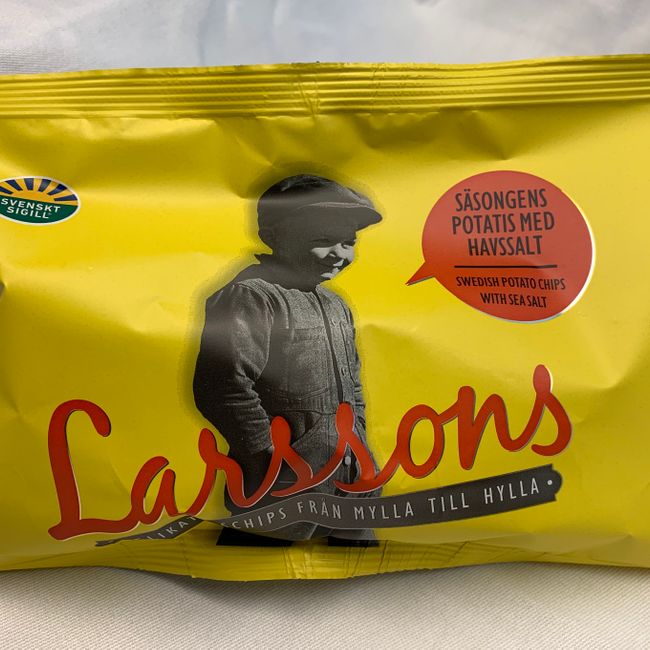 SVENSKT
SIGILL
SÄSONGENS
POTATIS MED
HAVSSALT
SWEDISH POTATO CHIPS
WITH SEA SALT
Larssons
CHIPS FRÅN MYLLA TILL HYLLA •